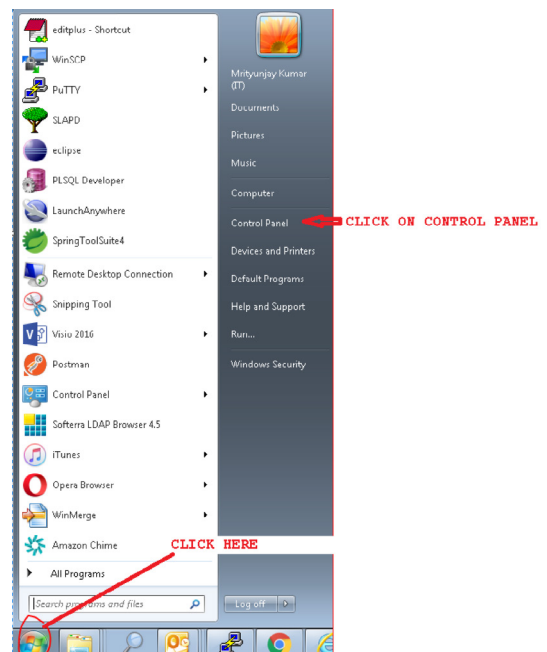 editplus - Shortcut
WinSCP
PuTTY
SLAPD
eclipse
PLSQL Developer
LaunchAnywhere
SpringToolSuite4
Remote Desktop Connection
Snipping Tool
Visio 2016
Postman
Control Panel
Softerra LDAP Browser 4.5
iTunes
Opera Browser
WinMerge
Amazon Chime
All Programs
Search programs and files
Mrityunjay Kumar
(IT)
Documents
Pictures
Music
Computer
Control Panel
CLICK ON CONTROL PANEL
Devices and Printers
Default Programs
Help and Support
Run...
Windows Security
CLICK HERE
Log off